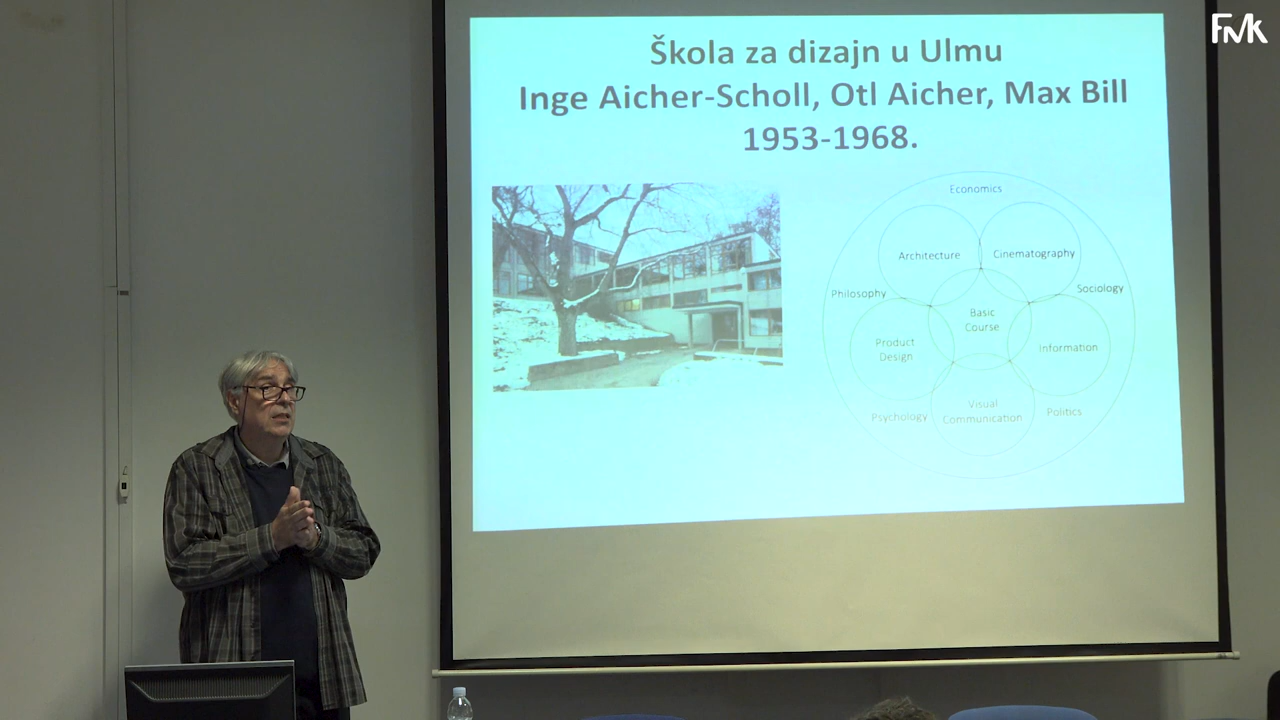 FMK
Škola za dizajn u Ulmu
Inge Aicher-Scholl, Otl Aicher, Max Bill
1953-1968.
Economics
Architecture
Cinematography
Philosophy
Sociology
Basic
Course
Product
Design
Information
Visual
Communication
Psychology
Politics